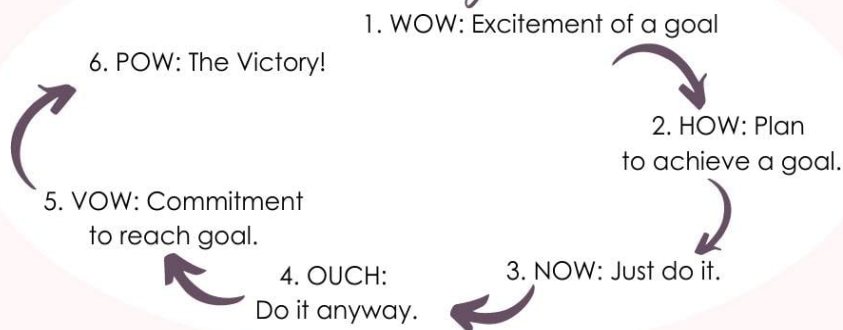 1. WOW: Excitement of a goal
2. HOW: Plan
to achieve a goal.
3. NOW: Just do it.
4. OUCH:
Do it anyway.
5. VOW: Commitment
to reach goal.
6. POW: The Victory!